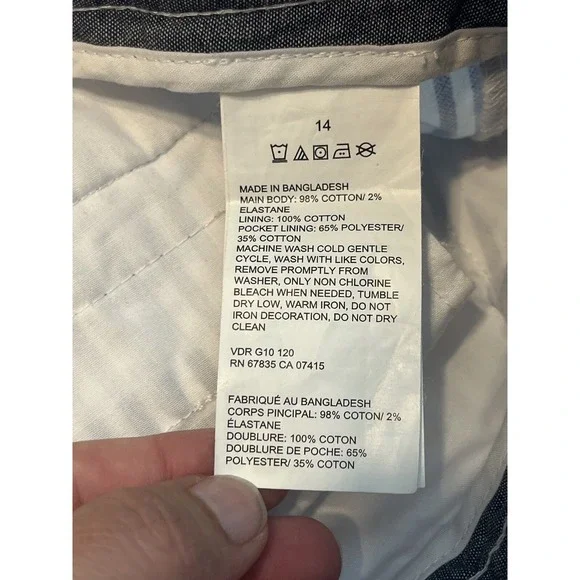 14
MADE IN BANGLADESH
MAIN BODY: 98% COTTON/ 2%
ELASTANE
LINING: 100% COTTON
POCKET LINING: 65% POLYESTER/
35% COTTON
MACHINE WASH COLD GENTLE
CYCLE, WASH WITH LIKE COLORS,
REMOVE PROMPTLY FROM
WASHER, ONLY NON CHLORINE
BLEACH WHEN NEEDED, TUMBLE
DRY LOW, WARM IRON, DO NOT
IRON DECORATION, DO NOT DRY
CLEAN
VDR G10 120
RN 67835 CA 07415
FABRIQUÉ AU BANGLADESH
CORPS PINCIPAL: 98% COTON/ 2%
ÉLASTANE
DOUBLURE: 100% COTON
DOUBLURE DE POCHE: 65%
POLYESTER/ 35% COTON